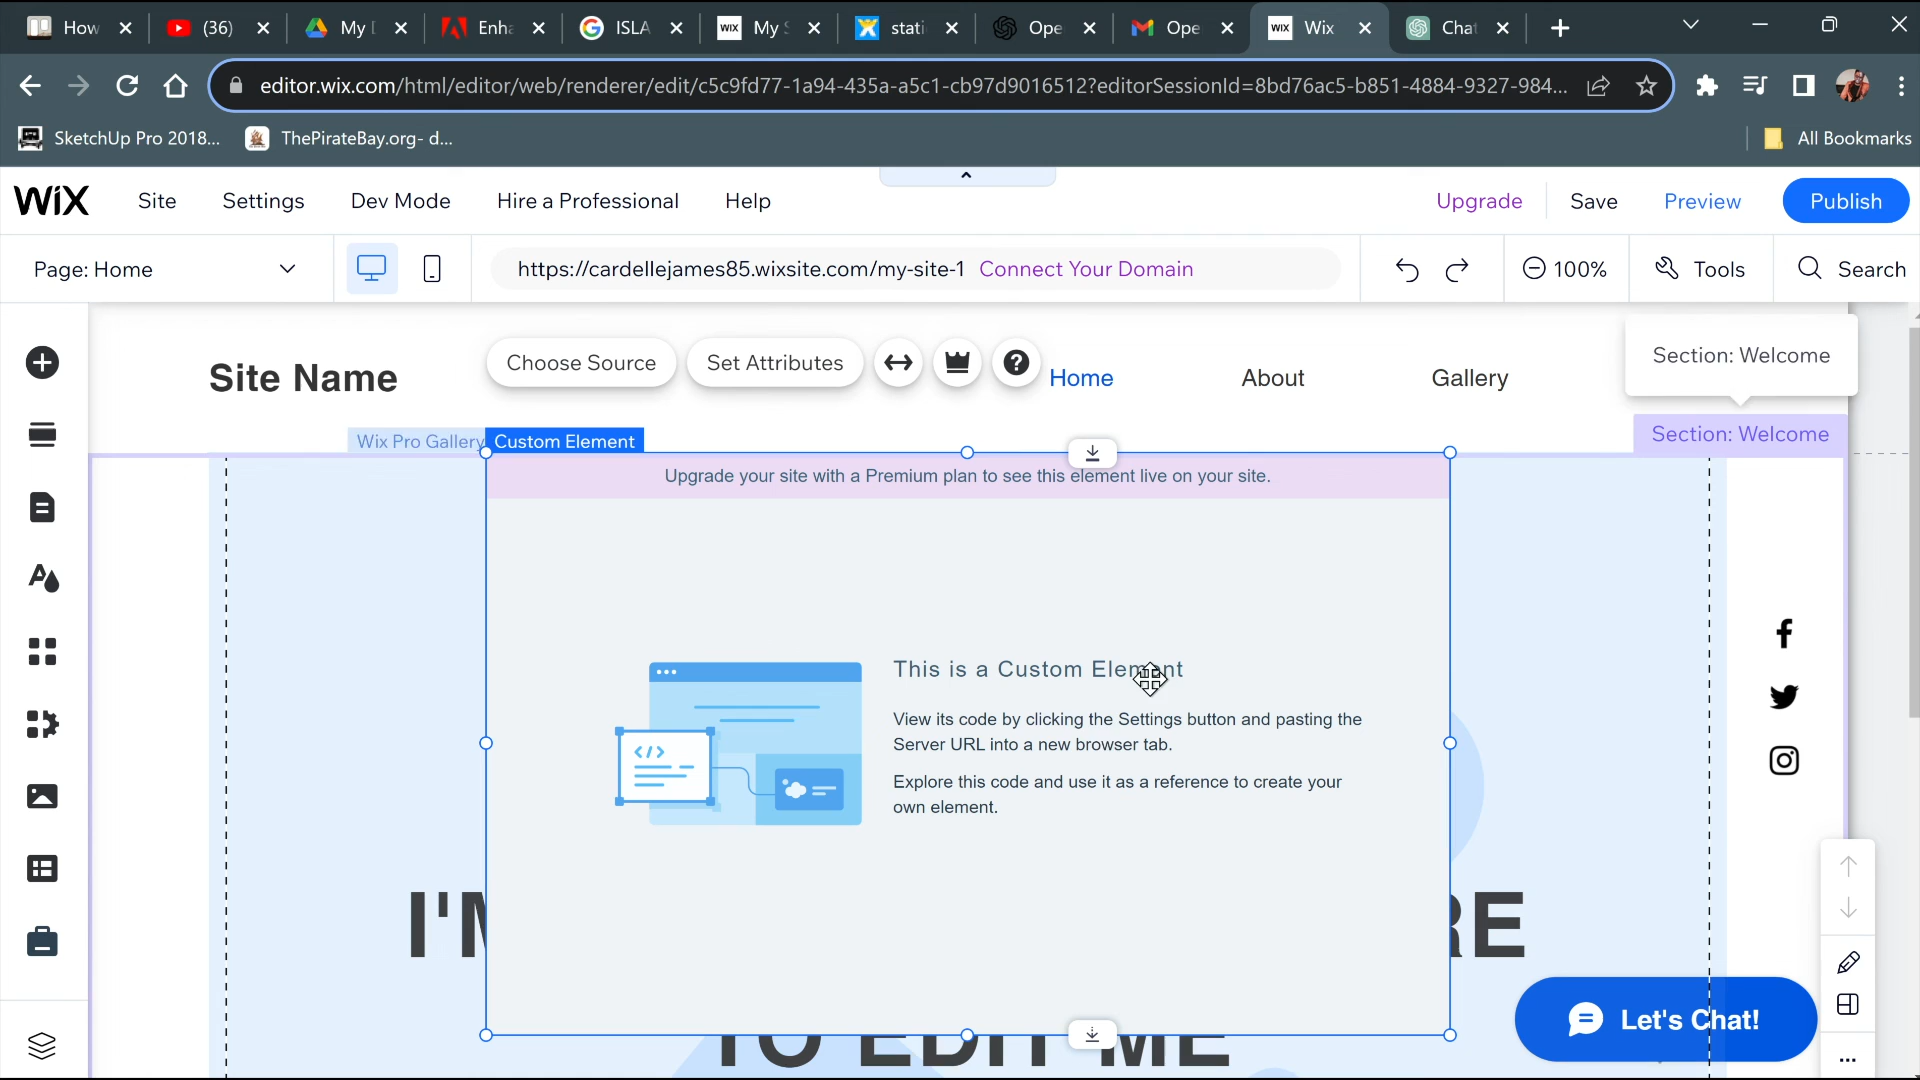 How
(36)
My
Enha
ISLA
My S
stati
Ope
Ope
Wix
Chat
editor.wix.com/html/editor/web/renderer/edit/c5c9fd77-1a94-435a-a5c1-cb97d9016512?editorSessionId=8bd76ac5-b851-4884-9327-984...
SketchUp Pro 2018...
ThePirateBay.org- d...
All Bookmarks
WiX
Site
Settings
Dev Mode
Hire a Professional
Help
Upgrade
Save
Preview
Publish
Page: Home
https://cardellejames85.wixsite.com/my-site-1 Connect Your Domain
100%
Tools
Search
Site Name
Choose Source
Set Attributes
Home
About
Gallery
Section: Welcome
Wix Pro Gallery
Custom Element
Section: Welcome
Upgrade your site with a Premium plan to see this element live on your site.
This is a Custom Element
View its code by clicking the Settings button and pasting the
Server URL into a new browser tab.
Explore this code and use it as a reference to create your
own element.
I'M
RE
TO EDIT ME
Let's Chat!